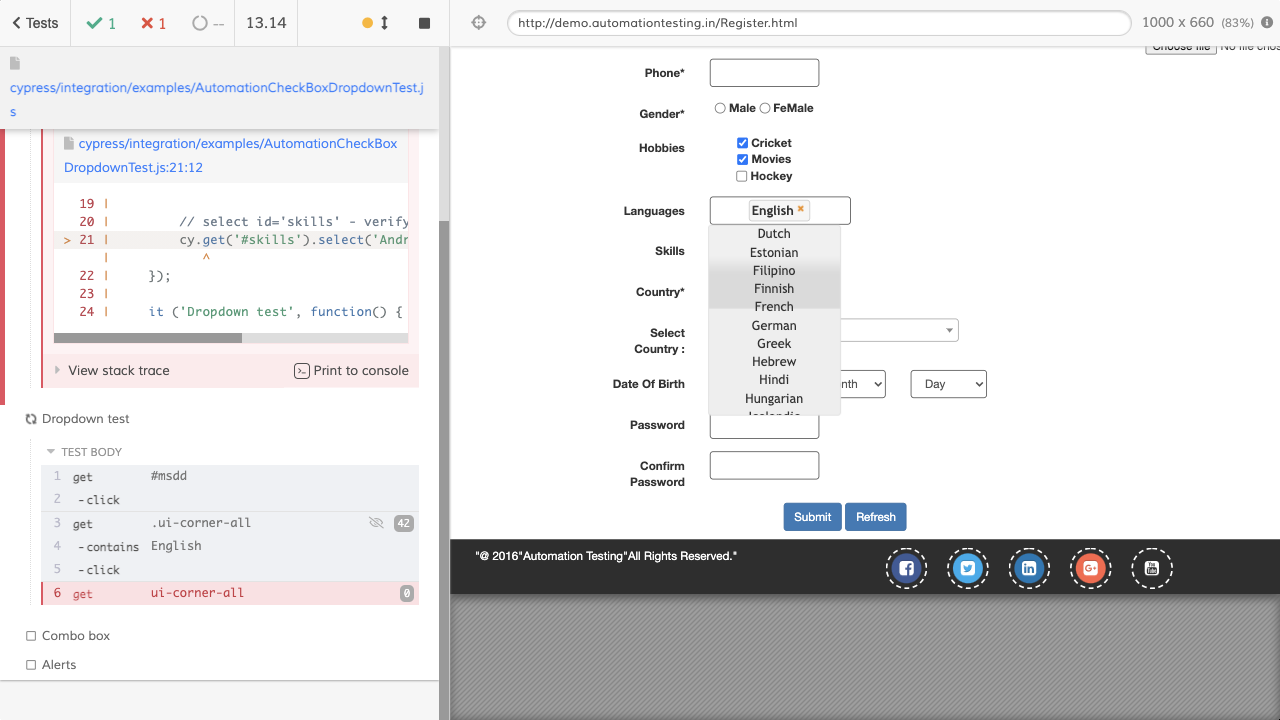 Tests
1
1
--
13.14
http://demo.automationtesting.in/Register.html
1000 x 660 (83%)
cypress/integration/examples/AutomationCheckBoxDropdownTest.j
s
cypress/integration/examples/AutomationCheckBox
DropdownTest.js:21:12
19 |
20 | // select id='skills' - verify
> 21 | cy.get('#skills').select('Andr
| ^
22 | });
23 |
24 | it ('Dropdown test', function() {
View stack trace
Print to console
Dropdown test
TEST BODY
1 get #msdd
2 -click
3 get .ui-corner-all 42
4 -contains English
5 -click
6 get ui-corner-all 0
Combo box
Alerts
Choose file No file chos
Phone*
Gender* Male FeMale
Hobbies Cricket
Movies
Hockey
Languages English
Dutch
Skills Estonian
Filipino
Country* Finnish
French
Select
Country :
German
Greek
Hebrew
Date Of Birth Hindi nth Day
Hungarian
Icelandic
Password
Confirm
Password
Submit Refresh
"@ 2016"Automation Testing"All Rights Reserved."